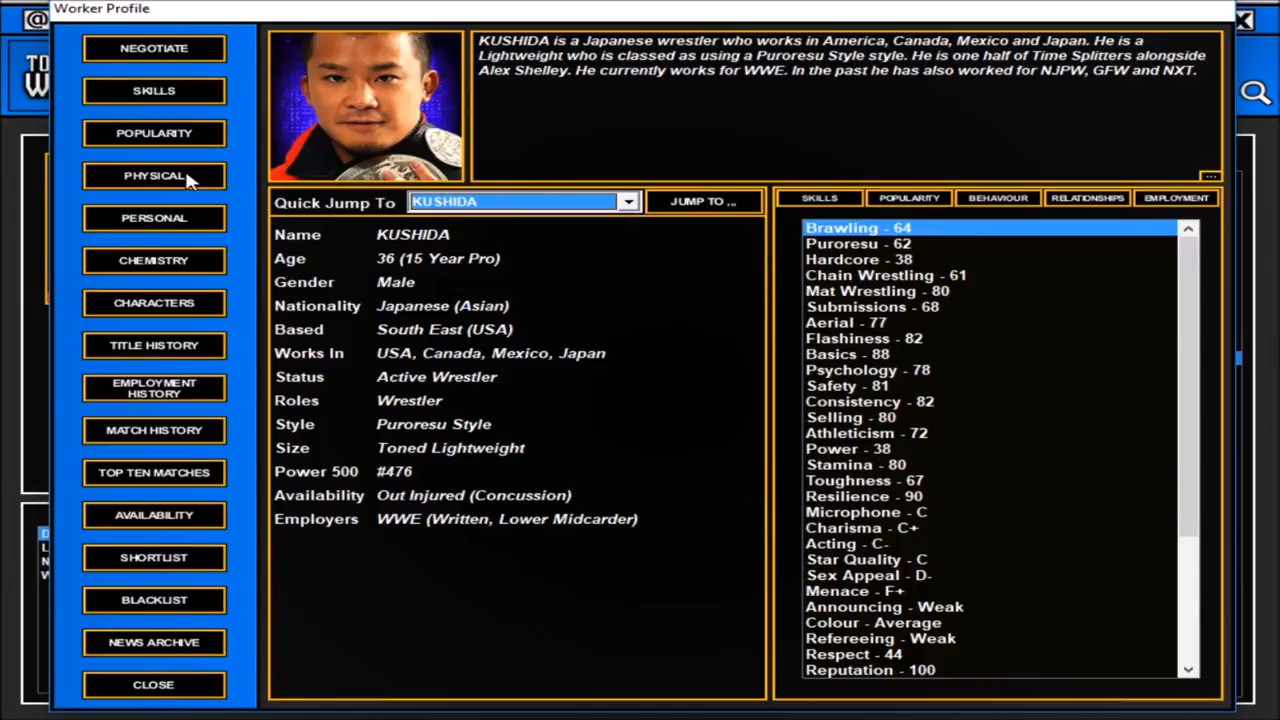 Worker Profile
@
TO
W
NEGOTIATE
SKILLS
POPULARITY
PHYSICAL
PERSONAL
CHEMISTRY
CHARACTERS
TITLE HISTORY
EMPLOYMENT
HISTORY
MATCH HISTORY
TOP TEN MATCHES
AVAILABILITY
SHORTLIST
BLACKLIST
NEWS ARCHIVE
CLOSE
KUSHIDA is a Japanese wrestler who works in America, Canada, Mexico and Japan. He is a
Lightweight who is classed as using a Puroresu Style style. He is one half of Time Splitters alongside
Alex Shelley. He currently works for WWE. In the past he has also worked for NJPW, GFW and NXT.
...
Quick Jump To KUSHIDA JUMP TO ...
Name KUSHIDA
Age 36 (15 Year Pro)
Gender Male
Nationality Japanese (Asian)
Based South East (USA)
Works In USA, Canada, Mexico, Japan
Status Active Wrestler
Roles Wrestler
Style Puroresu Style
Size Toned Lightweight
Power 500 #476
Availability Out Injured (Concussion)
Employers WWE (Written, Lower Midcarder)
SKILLS POPULARITY BEHAVIOUR RELATIONSHIPS EMPLOYMENT
Brawling - 64
Puroresu - 62
Hardcore - 38
Chain Wrestling - 61
Mat Wrestling - 80
Submissions - 68
Aerial - 77
Flashiness - 82
Basics - 88
Psychology - 78
Safety - 81
Consistency - 82
Selling - 80
Athleticism - 72
Power - 38
Stamina - 80
Toughness - 67
Resilience - 90
Microphone - C
Charisma - C+
Acting - C-
Star Quality - C
Sex Appeal - D-
Menace - F+
Announcing - Weak
Colour - Average
Refereeing - Weak
Respect - 44
Reputation - 100